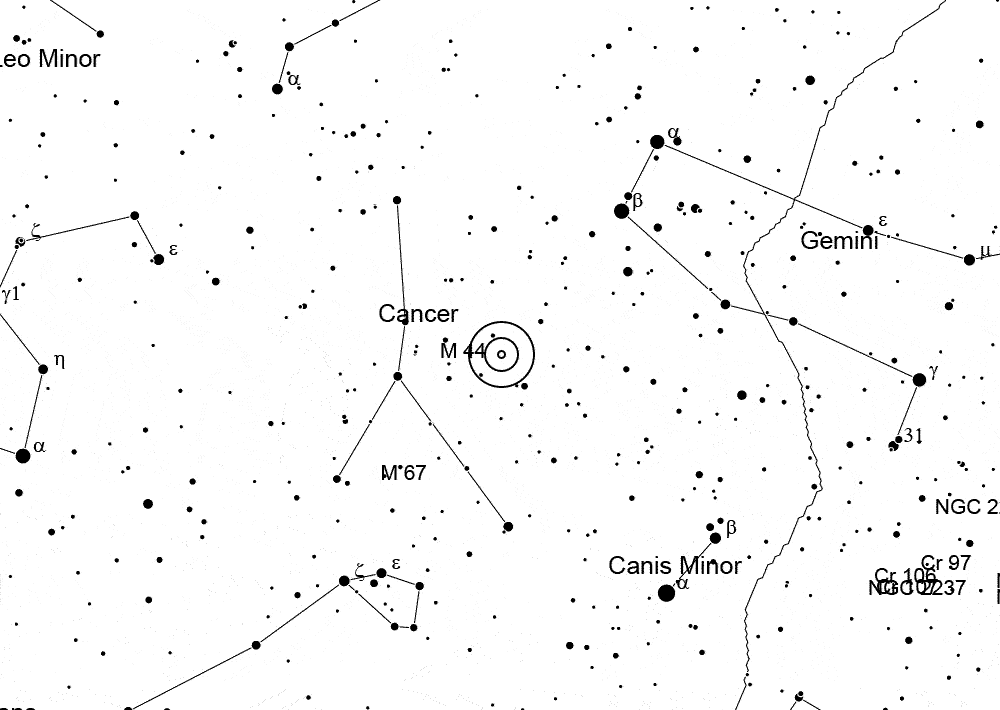 Leo Minor
α
α
β
ζ
ε
ε
Gemini
μ
γ1
Cancer
M 44
η
γ
α
31
M 67
NGC 2
β
Canis Minor
α
ζ
ε
Cr 97
Cr 106
NGC 2237